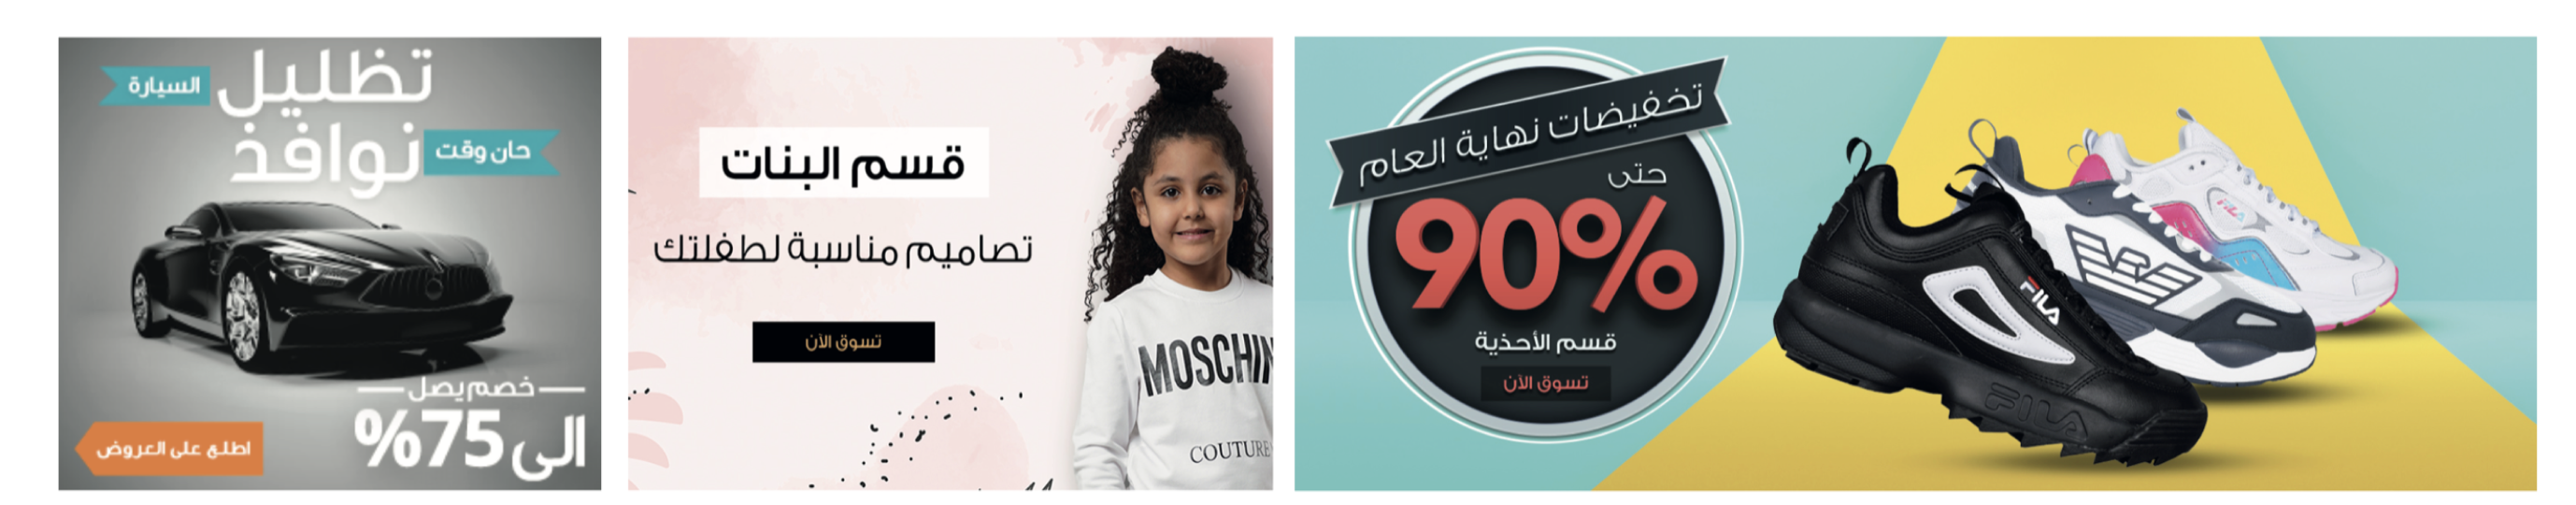 تخفيضات نهاية العام
حتى
90%
قسم الأحذية
تسوق الآن
FILA
FILA
FILA
قسم البنات
تصاميم مناسبة لطفلتك
تسوق الآن
MOSCHIN
COUTURE
حان وقت
تظليل
نوافذ
السيارة
خصم يصل
الى 75%
اطلع على العروض